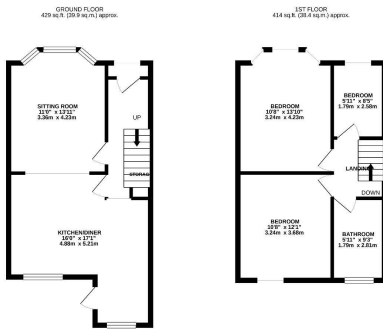 GROUND FLOOR
429 sq.ft. (39.9 sq.m.) approx.
SITTING ROOM
11'0" x 13'11"
3.36m x 4.23m
UP
STORAGE
KITCHEN/DINER
16'0" x 17'1"
4.88m x 5.21m
1ST FLOOR
414 sq.ft. (38.4 sq.m.) approx.
BEDROOM
10'8" x 13'10"
3.24m x 4.23m
BEDROOM
5'11" x 8'5"
1.79m x 2.58m
LANDING
DOWN
BEDROOM
10'8" x 12'1"
3.24m x 3.68m
BATHROOM
5'11" x 9'3"
1.79m x 2.81m